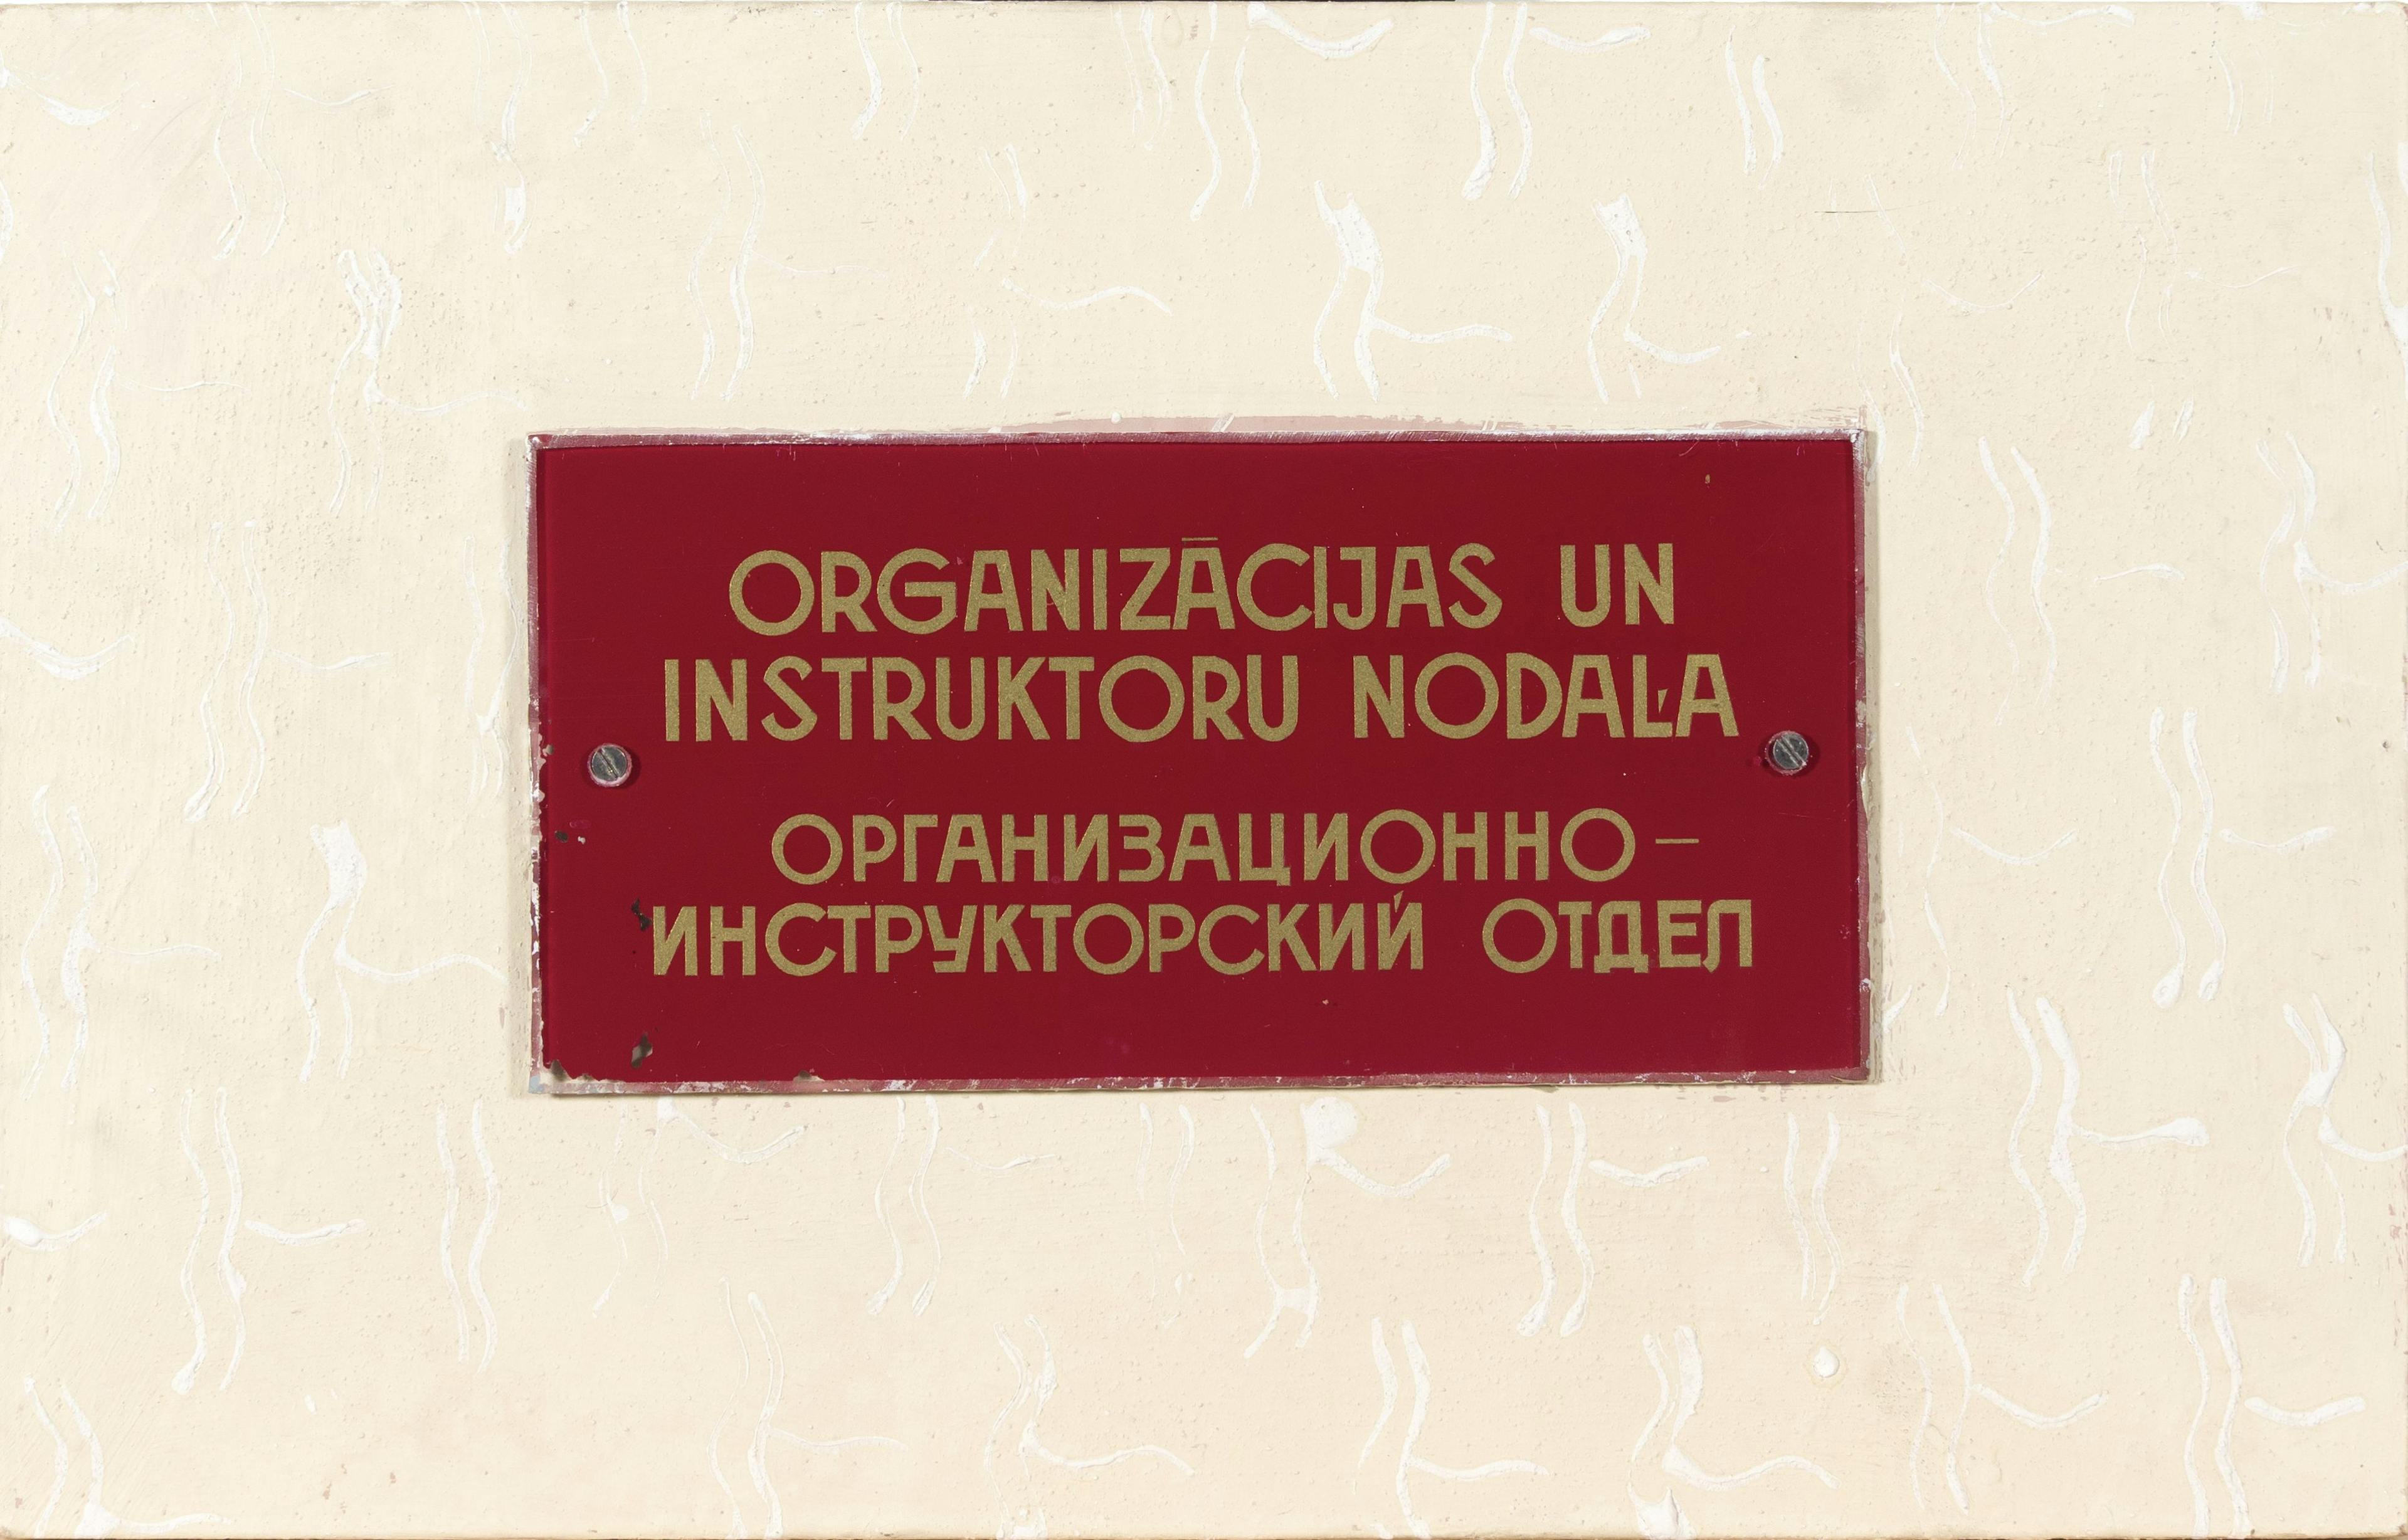 ORGANIZĀCIJAS UN
INSTRUKTORU NODAĻA
ОРГАНИЗАЦИОННО –
ИНСТРУКТОРСКИЙ ОТДЕЛ